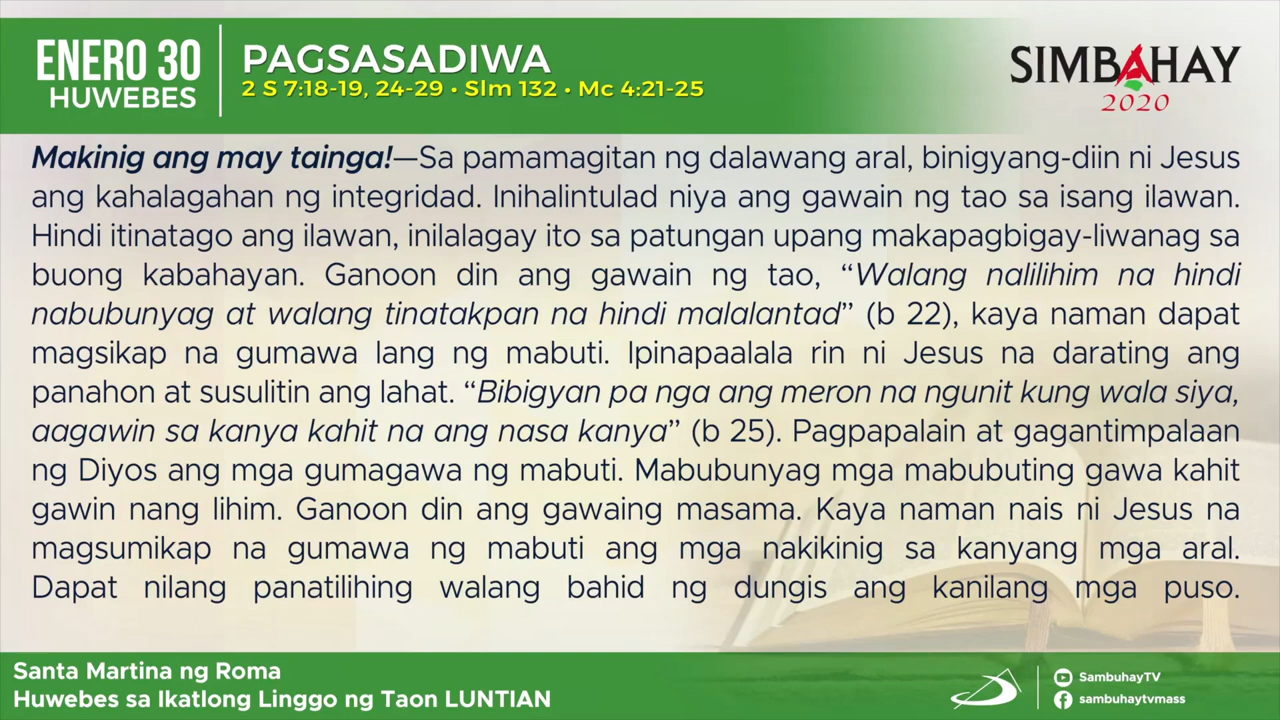 ENERO 30
HUWEBES
PAGSASADIWA
2 S 7:18-19, 24-29 • Slm 132 • Mc 4:21-25
SIMBAHAY
2020
Makinig ang may tainga!—Sa pamamagitan ng dalawang aral, binigyang-diin ni Jesus
ang kahalagahan ng integridad. Inihalintulad niya ang gawain ng tao sa isang ilawan.
Hindi itinatago ang ilawan, inilalagay ito sa patungan upang makapagbigay-liwanag sa
buong kabahayan. Ganoon din ang gawain ng tao, “Walang nalilihim na hindi
nabubunyag at walang tinatakpan na hindi malalantad” (b 22), kaya naman dapat
magsikap na gumawa lang ng mabuti. Ipinapaalala rin ni Jesus na darating ang
panahon at susulitin ang lahat. “Bibigyan pa nga ang meron na ngunit kung wala siya,
aagawin sa kanya kahit na ang nasa kanya” (b 25). Pagpapalain at gagantimpalaan
ng Diyos ang mga gumagawa ng mabuti. Mabubunyag mga mabubuting gawa kahit
gawin nang lihim. Ganoon din ang gawaing masama. Kaya naman nais ni Jesus na
magsumikap na gumawa ng mabuti ang mga nakikinig sa kanyang mga aral.
Dapat nilang panatilihing walang bahid ng dungis ang kanilang mga puso.
Santa Martina ng Roma
Huwebes sa Ikatlong Linggo ng Taon LUNTIAN
SambuhayTV
sambuhaytvmass